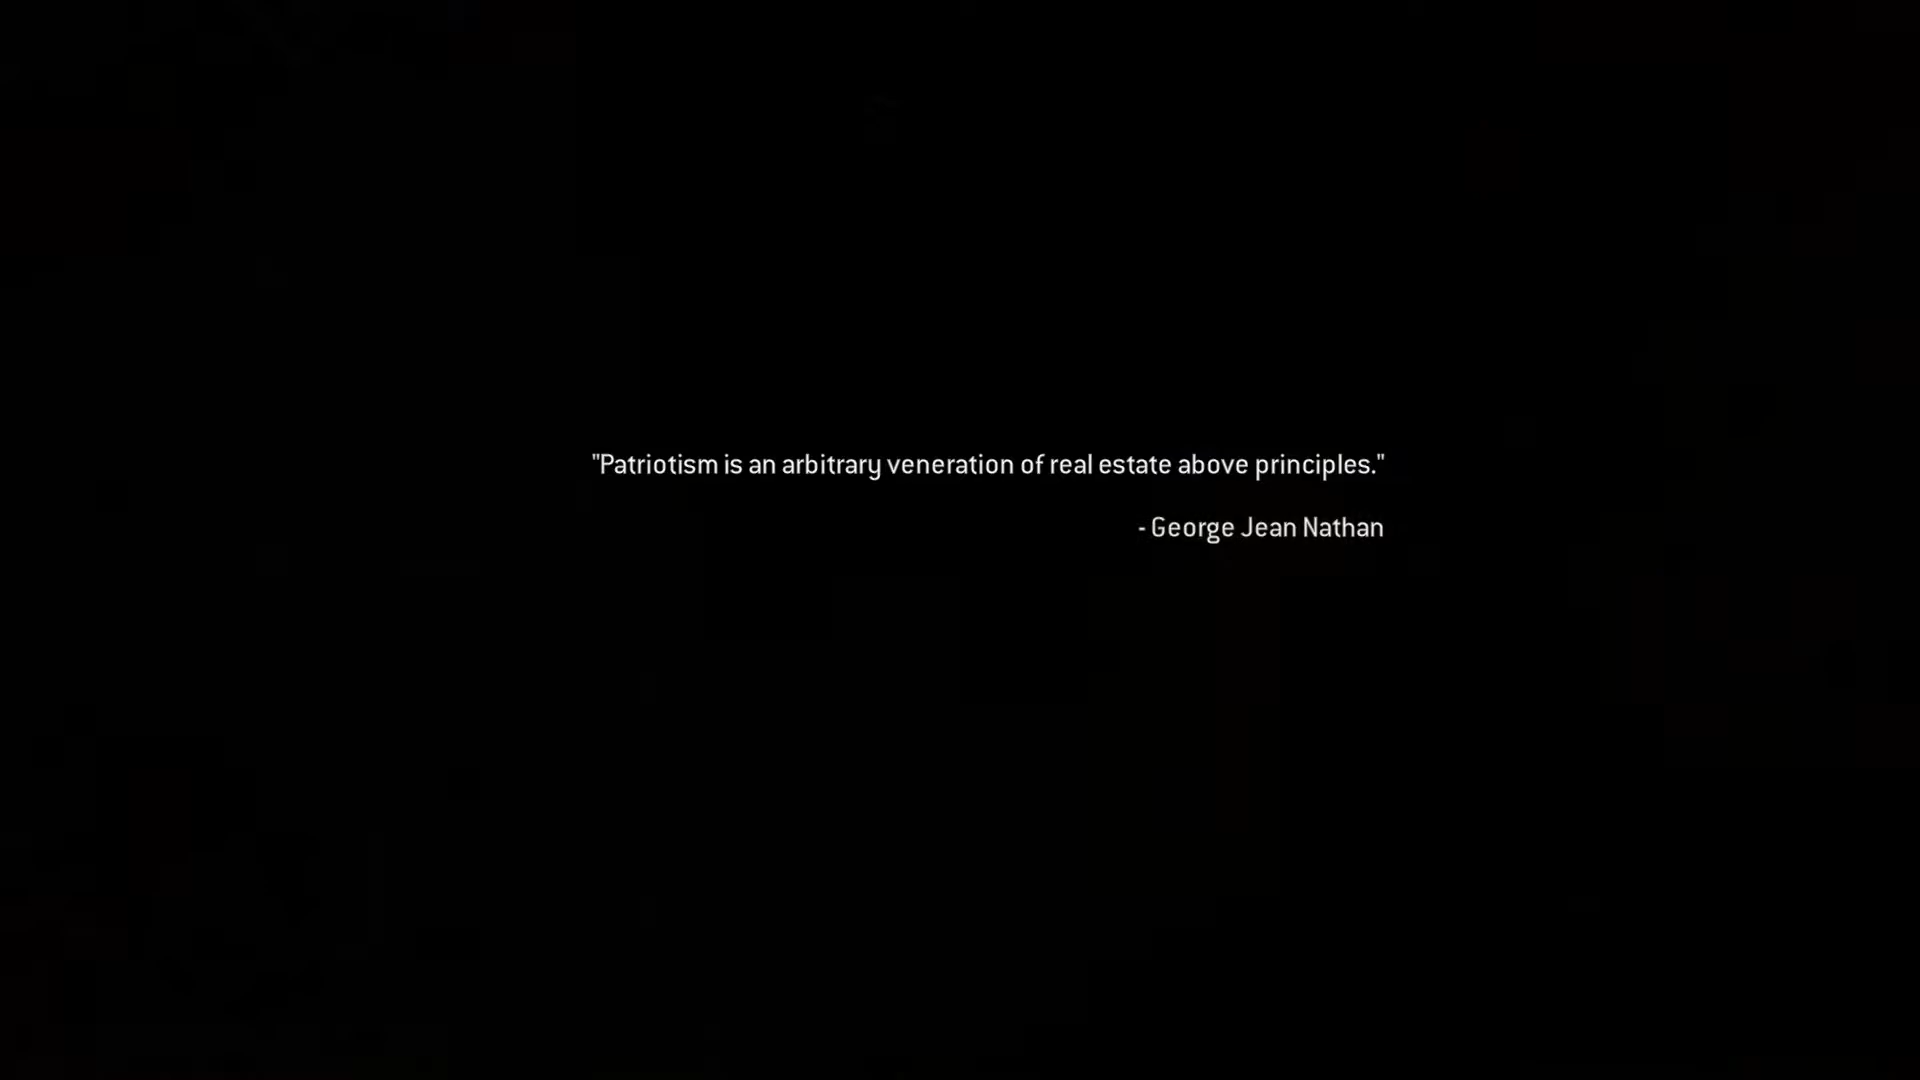 "Patriotism is an arbitrary veneration of real estate above principles."
- George Jean Nathan